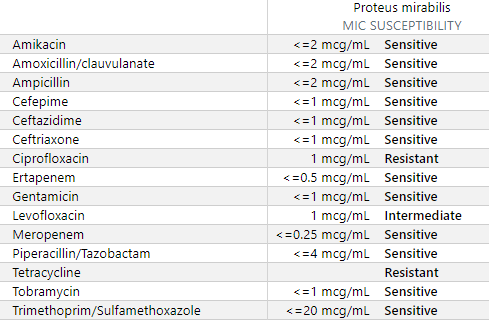 Proteus mirabilis
MIC SUSCEPTIBILITY
Amikacin <=2 mcg/mL Sensitive
Amoxicillin/clauvulanate <=2 mcg/mL Sensitive
Ampicillin <=2 mcg/mL Sensitive
Cefepime <=1 mcg/mL Sensitive
Ceftazidime <=1 mcg/mL Sensitive
Ceftriaxone <=1 mcg/mL Sensitive
Ciprofloxacin 1 mcg/mL Resistant
Ertapenem <=0.5 mcg/mL Sensitive
Gentamicin <=1 mcg/mL Sensitive
Levofloxacin 1 mcg/mL Intermediate
Meropenem <=0.25 mcg/mL Sensitive
Piperacillin/Tazobactam <=4 mcg/mL Sensitive
Tetracycline Resistant
Tobramycin <=1 mcg/mL Sensitive
Trimethoprim/Sulfamethoxazole <=20 mcg/mL Sensitive